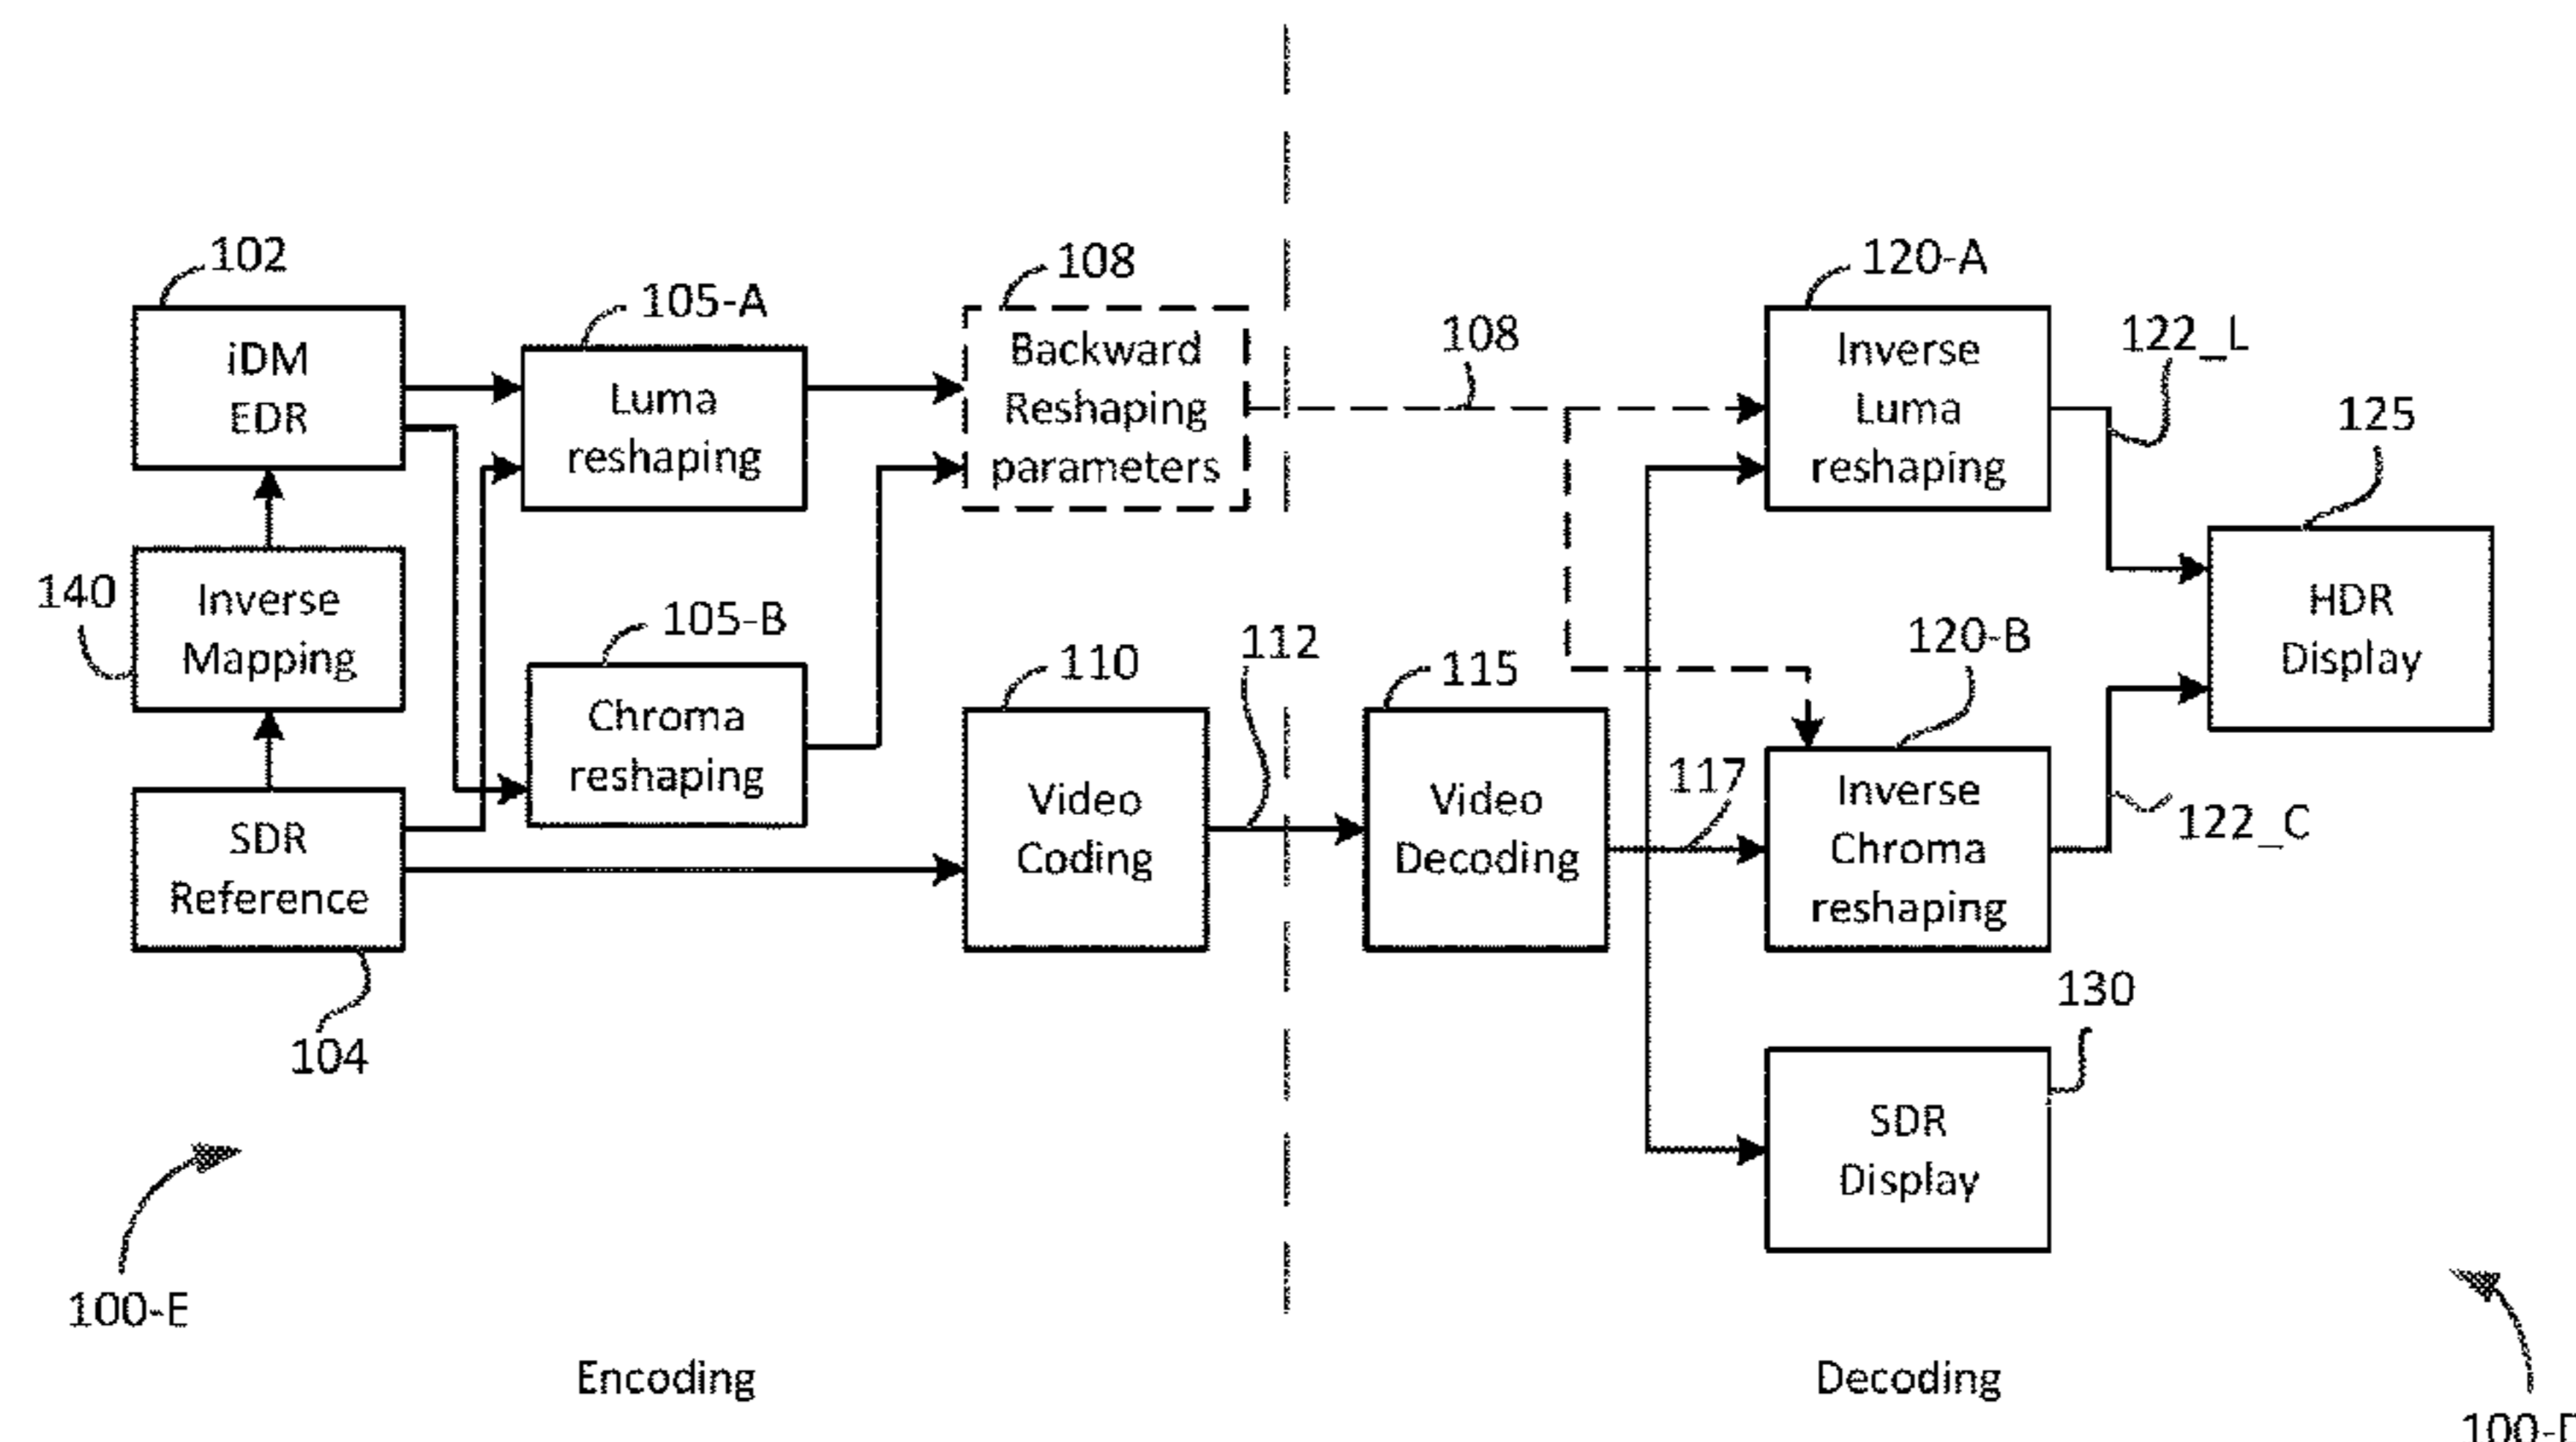 102
iDM
EDR
105-A
Luma
reshaping
108
Backward
Reshaping
parameters
108
120-A
Inverse
Luma
reshaping
122_L
125
HDR
Display
140
Inverse
Mapping
105-B
Chroma
reshaping
110
Video
Coding
112
115
Video
Decoding
117
120-B
Inverse
Chroma
reshaping
122_C
SDR
Reference
104
130
SDR
Display
100-E
Encoding
Decoding